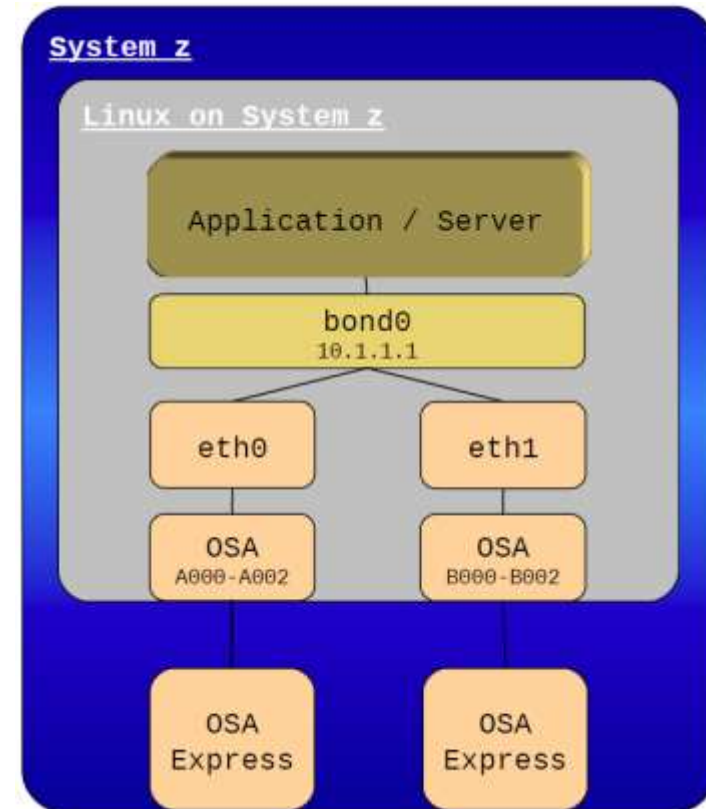 System z
Linux on System z
Application / Server
bond0
10.1.1.1
eth0
eth1
OSA
A000-A002
OSA
B000-B002
OSA
Express
OSA
Express